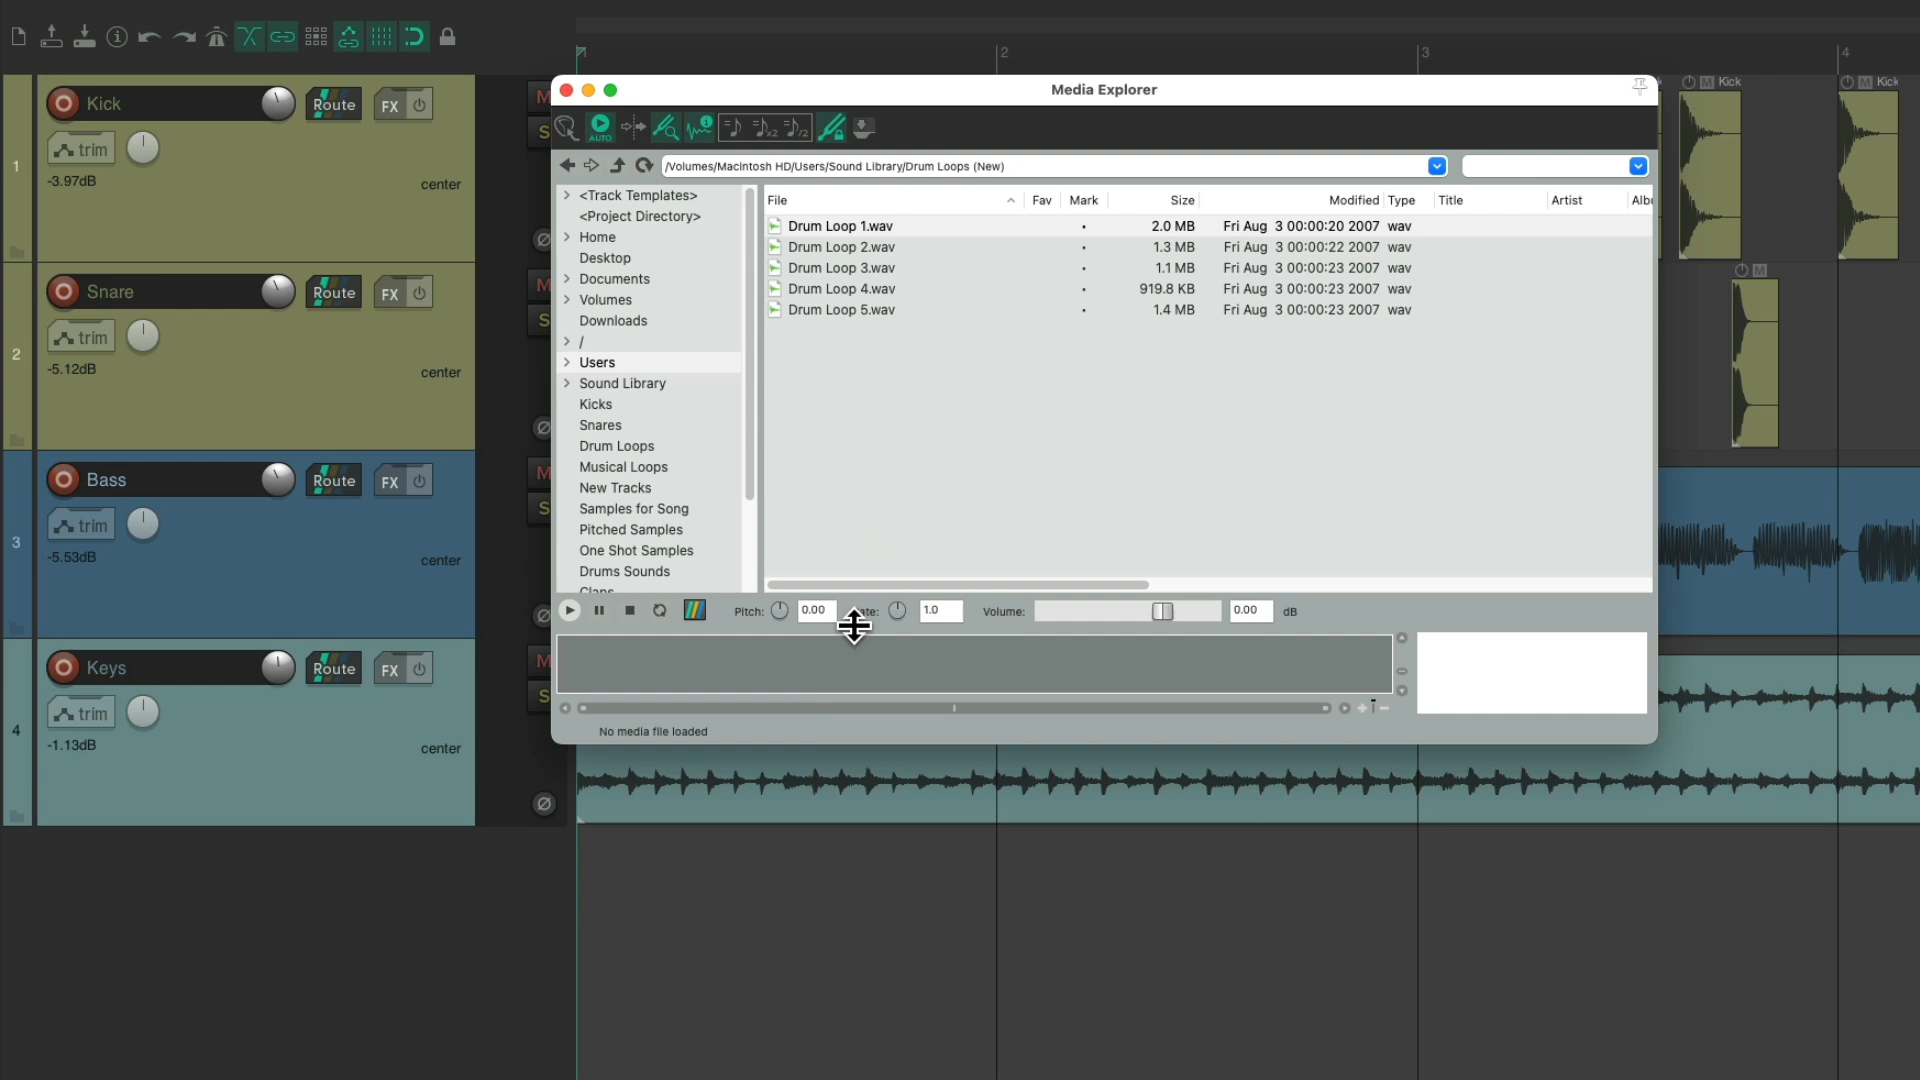 2
3
4
Kick
Kick
Media Explorer
AUTO
x2
/2
/Volumes/Macintosh HD/Users/Sound Library/Drum Loops (New)
File Fav Mark Size Modified Type Title Artist
Drum Loop 1.wav 2.0 MB Fri Aug 3 00:00:20 2007 wav
Drum Loop 2.wav 1.3 MB Fri Aug 3 00:00:22 2007 wav
Drum Loop 3.wav 1.1 MB Fri Aug 3 00:00:23 2007 wav
Drum Loop 4.wav 919.8 KB Fri Aug 3 00:00:23 2007 wav
Drum Loop 5.wav 1.4 MB Fri Aug 3 00:00:23 2007 wav
<Track Templates>
<Project Directory>
Home
Desktop
Documents
Volumes
Downloads
/
Users
Sound Library
Kicks
Snares
Drum Loops
Musical Loops
New Tracks
Samples for Song
Pitched Samples
One Shot Samples
Drums Sounds
Pitch: 0.00 1.0 Volume: 0.00 dB
No media file loaded
1
Kick Route FX M
trim S
-3.97dB center
2
Snare Route FX M
trim S
-5.12dB center
3
Bass Route FX M
trim S
-5.53dB center
4
Keys Route FX M
trim S
-1.13dB center
M
M
M